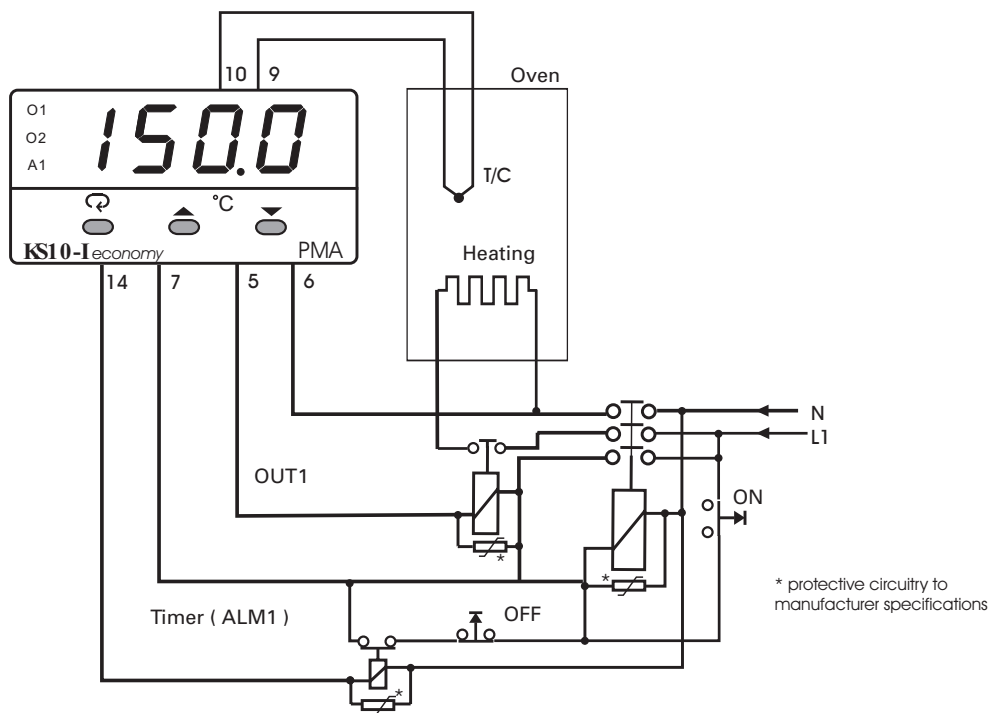 10 9
Oven
O1
O2
A1
150.0
T/C
°C
KS10-I economy
PMA
Heating
14 7 5 6
N
L1
OUT1
ON
*
*
* protective circuitry to
manufacturer specifications
Timer ( ALM1 )
OFF
*